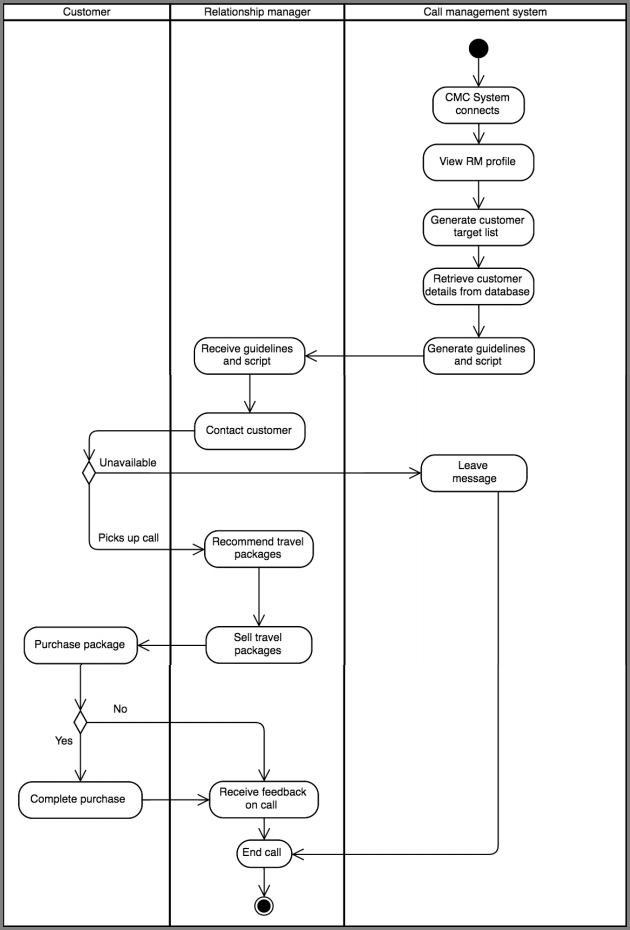 Customer
Relationship manager
Call management system
CMC System
connects
View RM profile
Generate customer
target list
Retrieve customer
details from database
Generate guidelines
and script
Receive guidelines
and script
Contact customer
Unavailable
Leave
message
Picks up call
Recommend travel
packages
Sell travel
packages
Purchase package
No
Yes
Complete purchase
Receive feedback
on call
End call